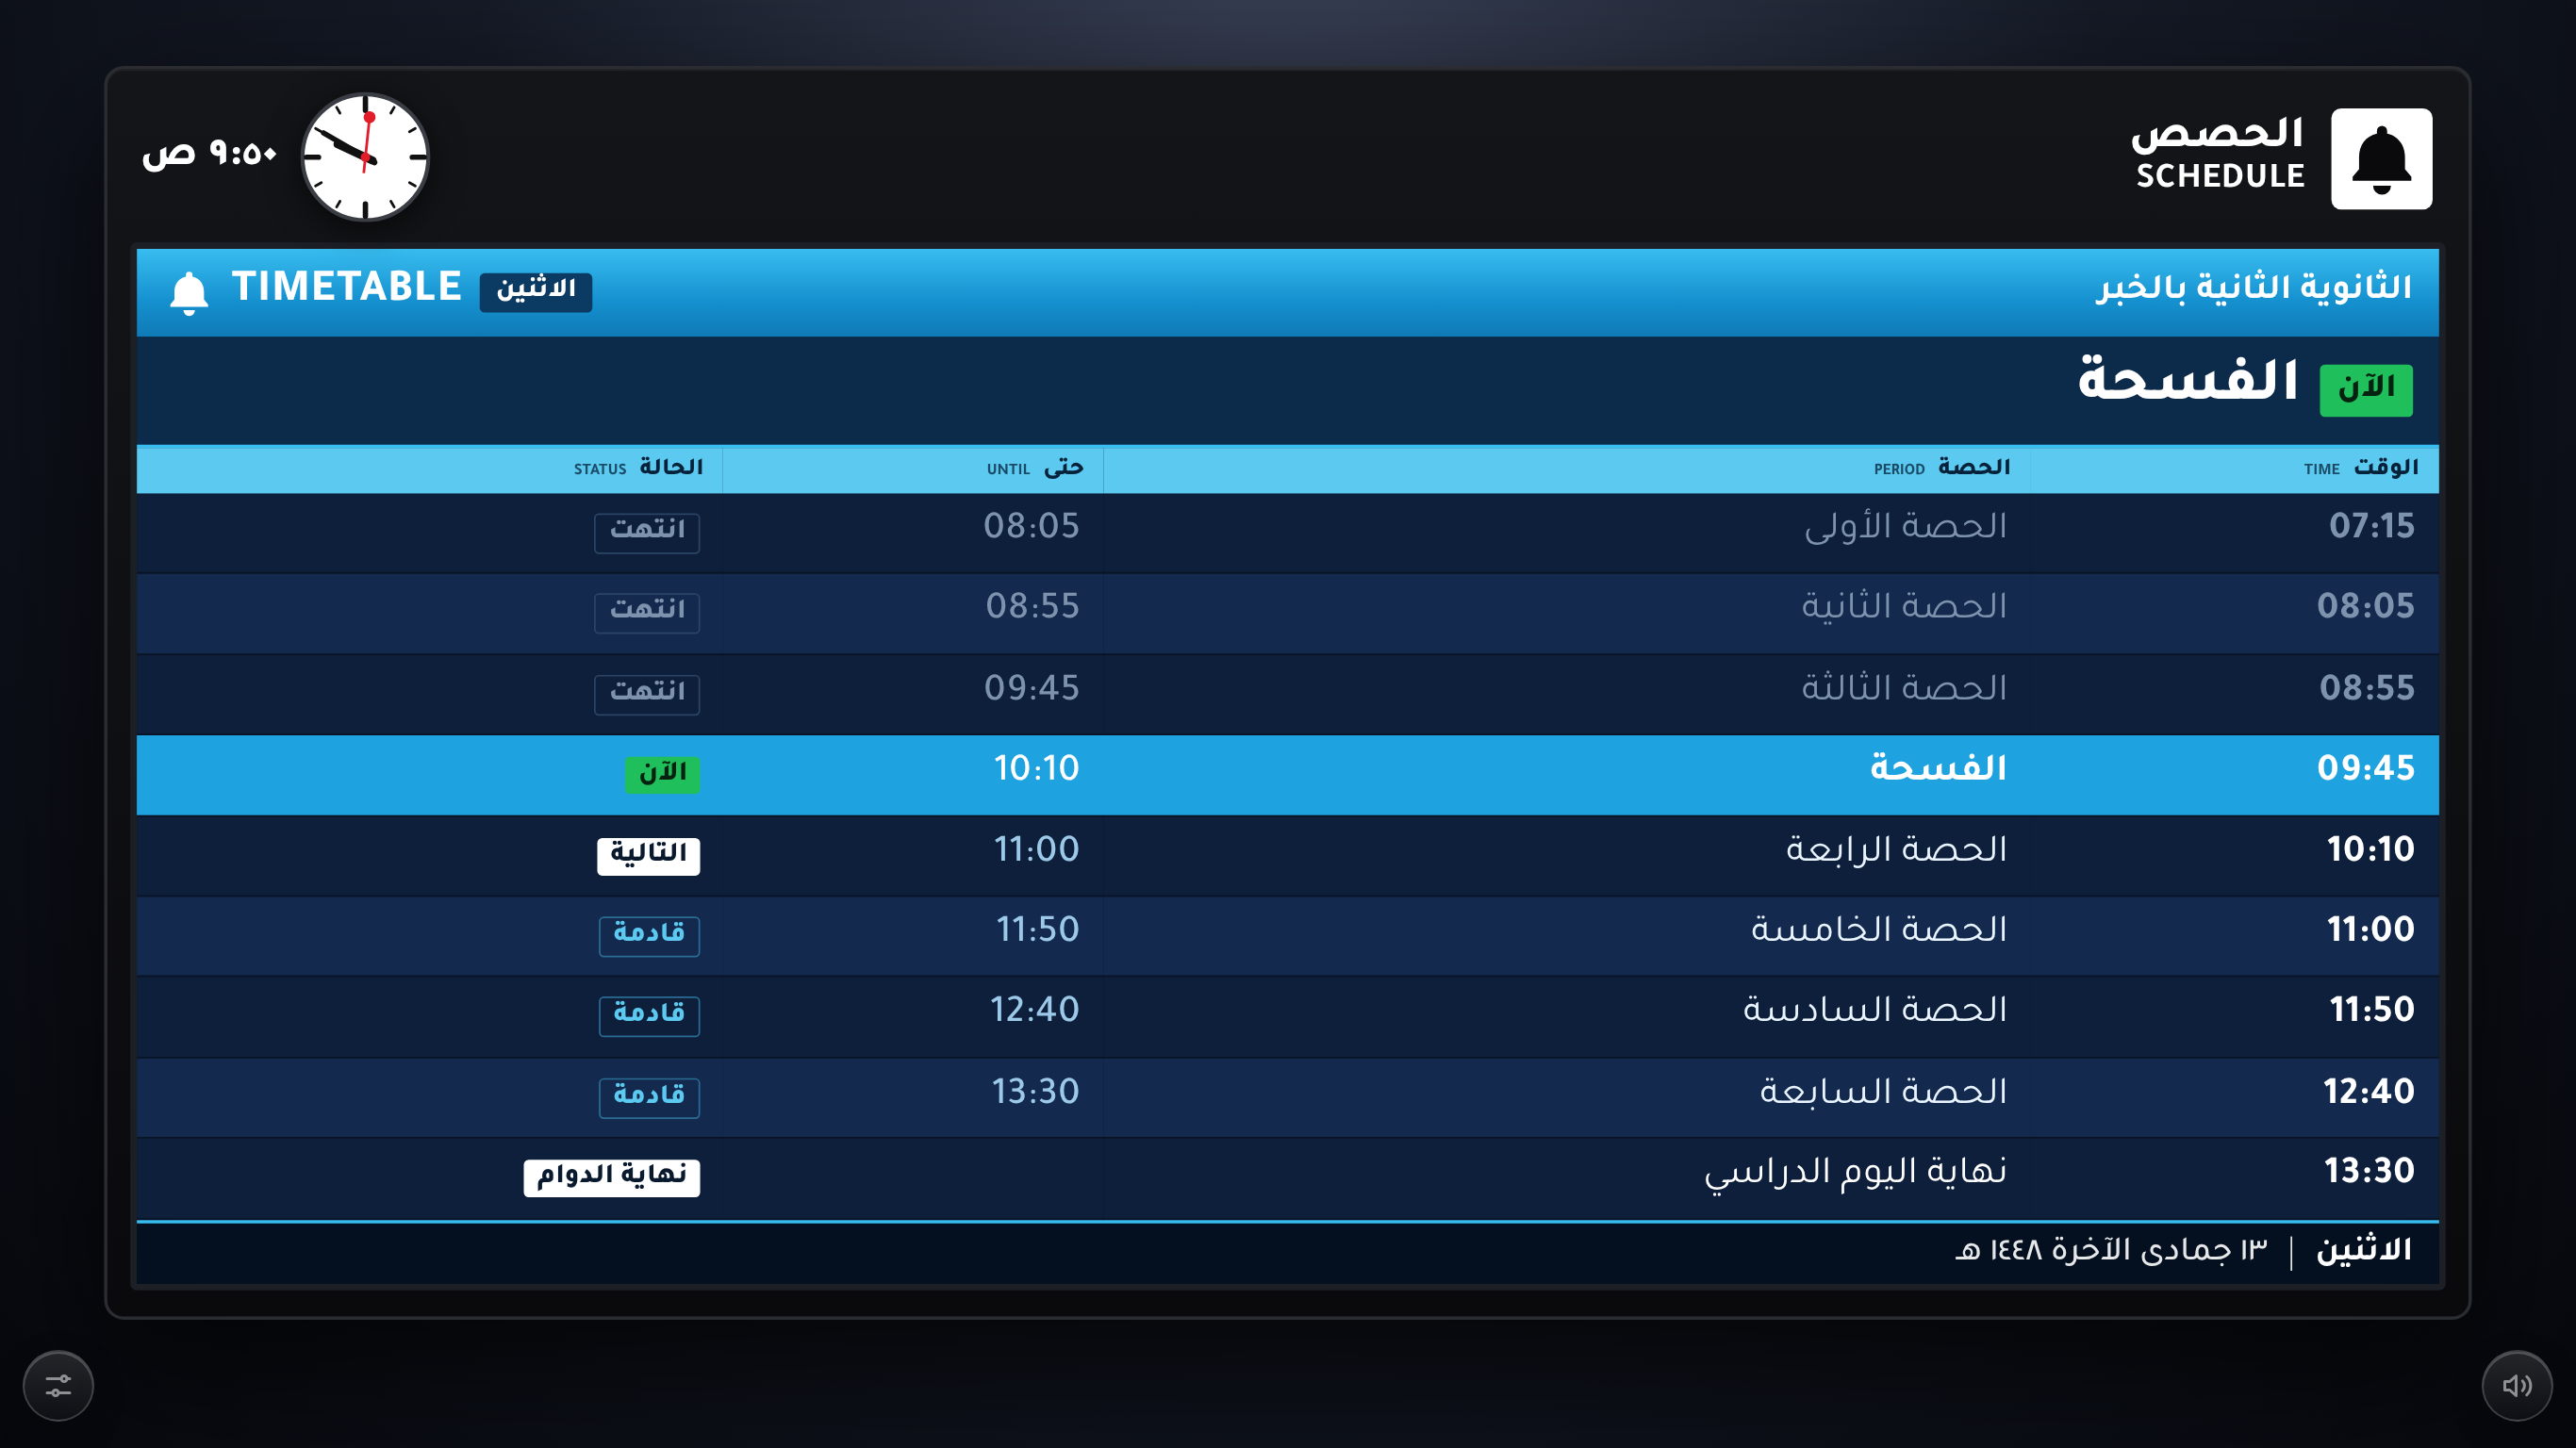 الحصص
SCHEDULE
٩:٥٠ ص
الثانوية الثانية بالخبر
الاثنين TIMETABLE
الآن الفسحة
الوقت TIME الحصة PERIOD حتى UNTIL الحالة STATUS
07:15 الحصة الأولى 08:05 انتهت
08:05 الحصة الثانية 08:55 انتهت
08:55 الحصة الثالثة 09:45 انتهت
09:45 الفسحة 10:10 الآن
10:10 الحصة الرابعة 11:00 التالية
11:00 الحصة الخامسة 11:50 قادمة
11:50 الحصة السادسة 12:40 قادمة
12:40 الحصة السابعة 13:30 قادمة
13:30 نهاية اليوم الدراسي نهاية الدوام
الاثنين | ١٣ جمادى الآخرة ١٤٤٨ هـ